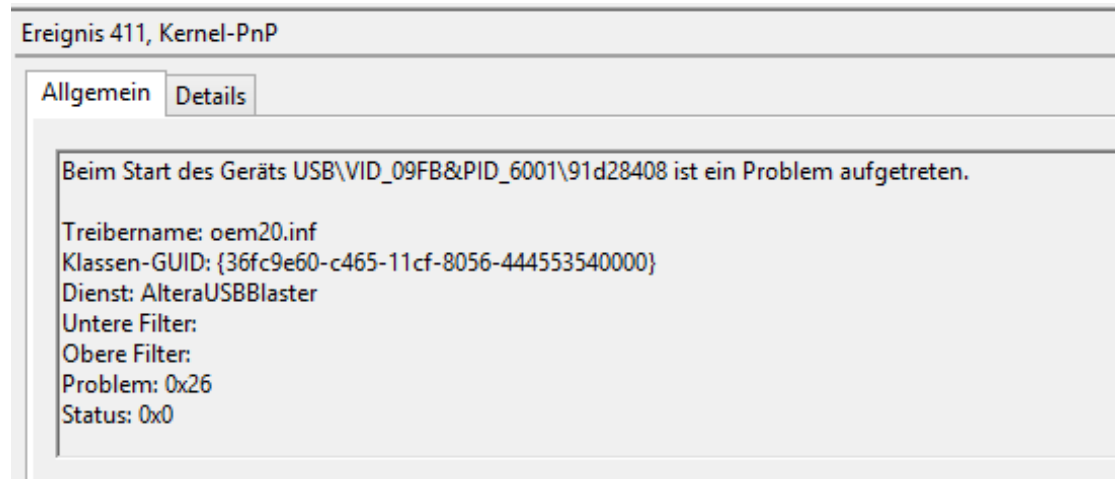 Ereignis 411, Kernel-PnP
Allgemein Details
Beim Start des Geräts USB\VID_09FB&PID_6001\91d28408 ist ein Problem aufgetreten.
Treibername: oem20.inf
Klassen-GUID: {36fc9e60-c465-11cf-8056-444553540000}
Dienst: AlteraUSBBlaster
Untere Filter:
Obere Filter:
Problem: 0x26
Status: 0x0